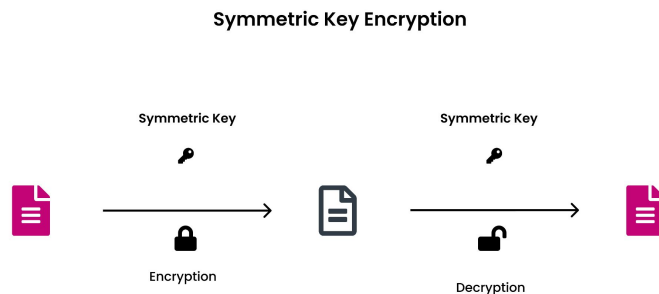 Symmetric Key Encryption
Symmetric Key
Symmetric Key
Encryption
Decryption